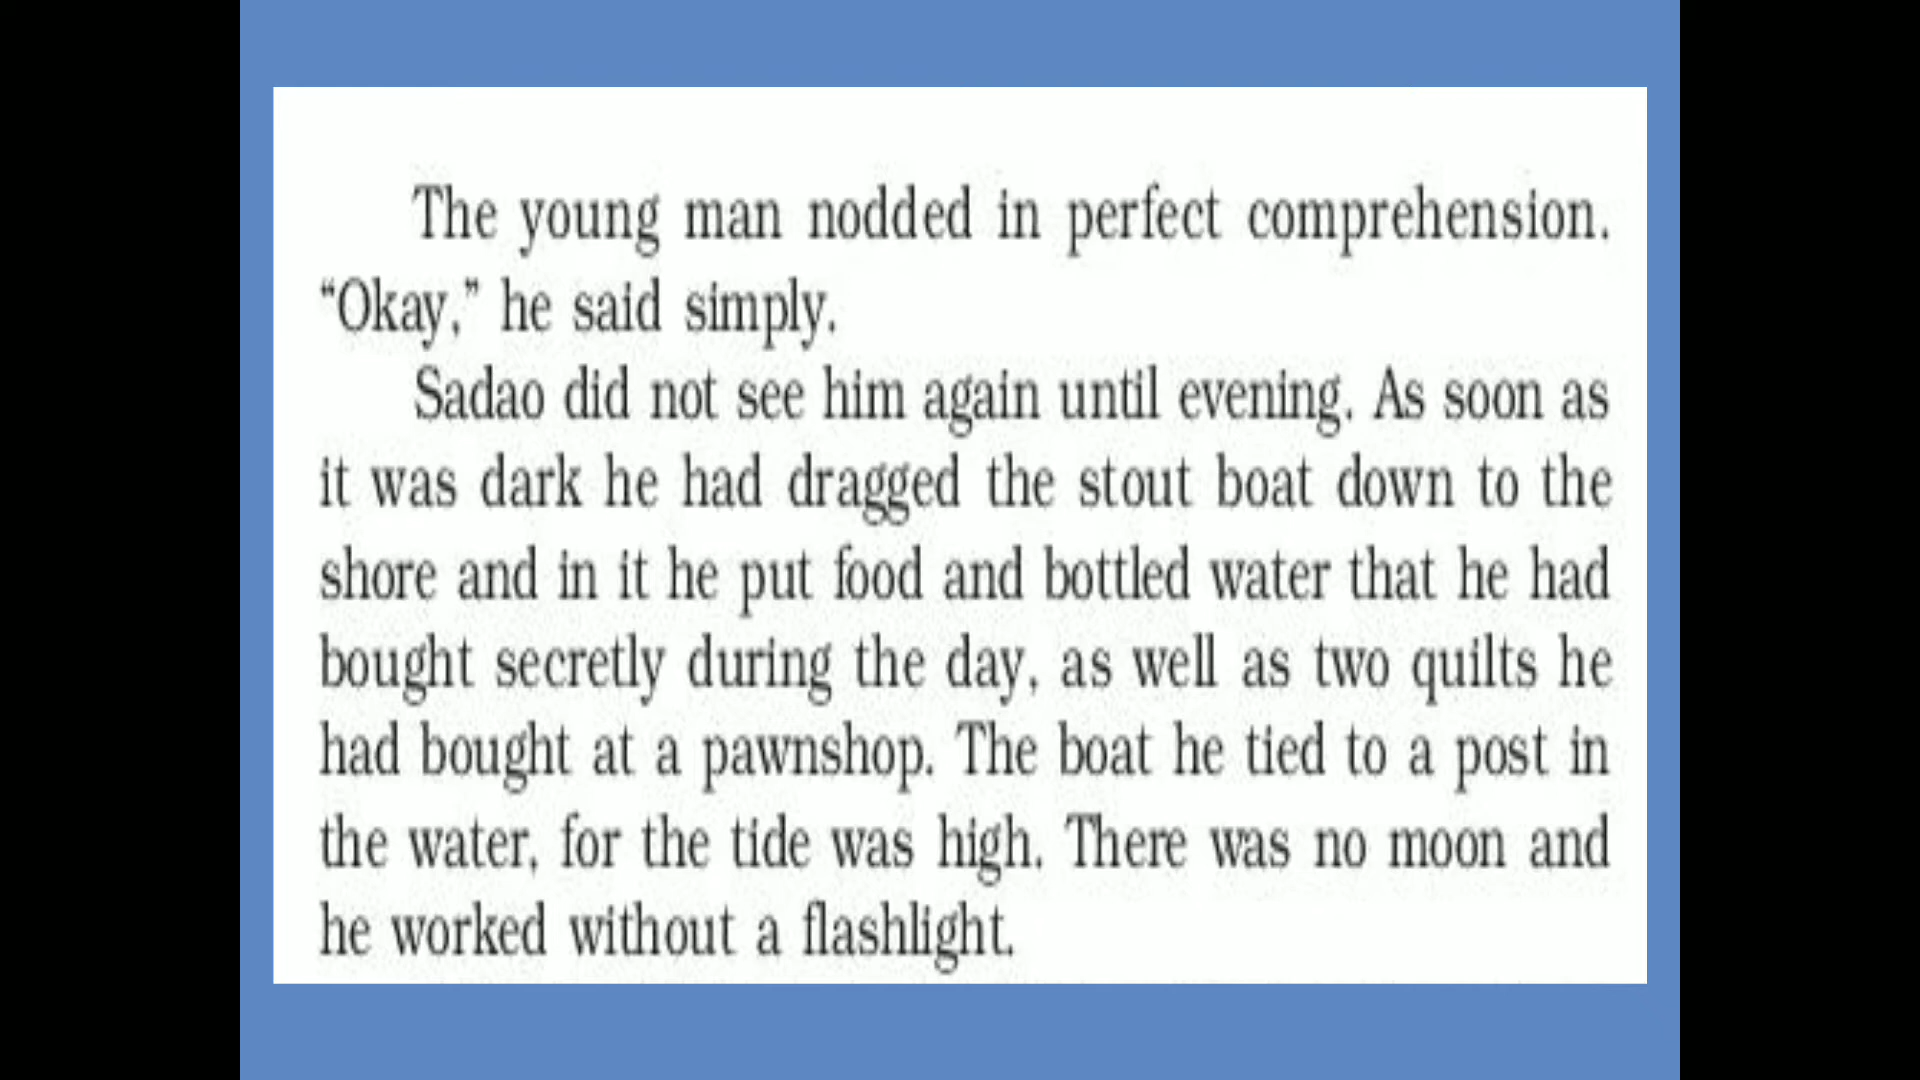 The young man nodded in perfect comprehension.
“Okay,” he said simply.
Sadao did not see him again until evening. As soon as
it was dark he had dragged the stout boat down to the
shore and in it he put food and bottled water that he had
bought secretly during the day, as well as two quilts he
had bought at a pawnshop. The boat he tied to a post in
the water, for the tide was high. There was no moon and
he worked without a flashlight.